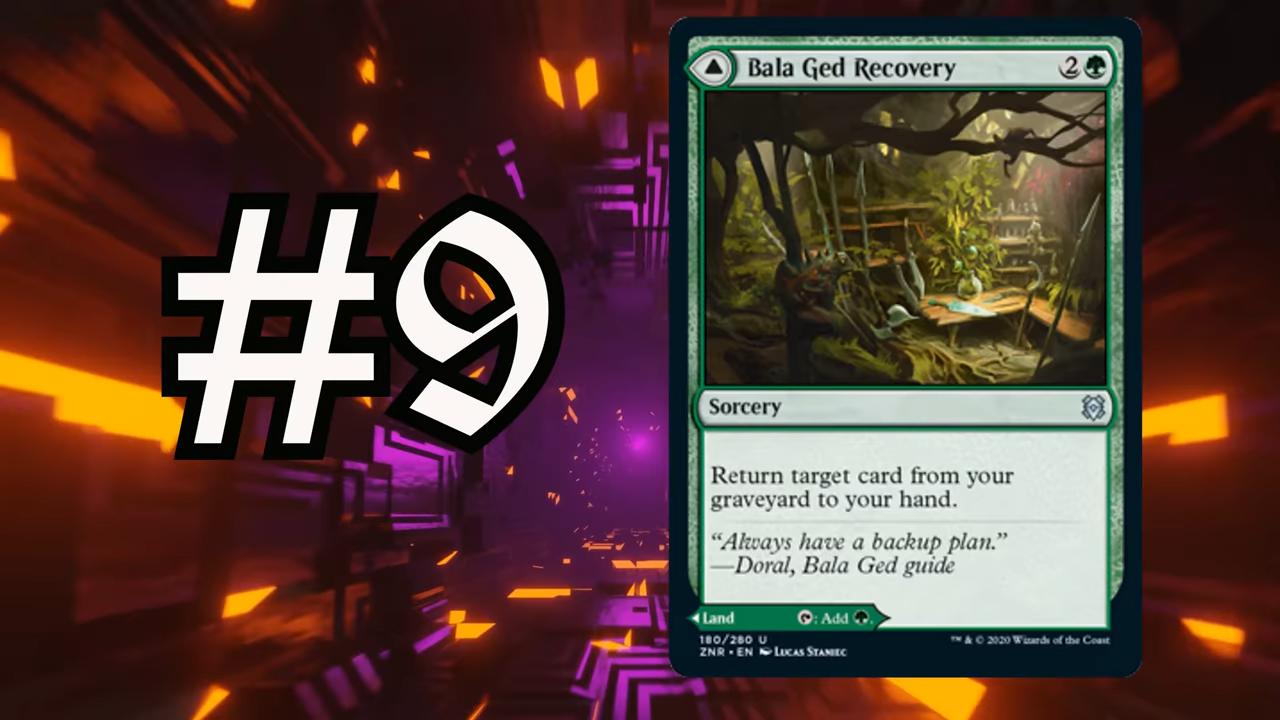 #9
Bala Ged Recovery 2
Sorcery
Return target card from your
graveyard to your hand.
“Always have a backup plan.”
—Doral, Bala Ged guide
Land : Add .
180/280 U
ZNR • EN Lucas Staniec
™ & © 2020 Wizards of the Coast